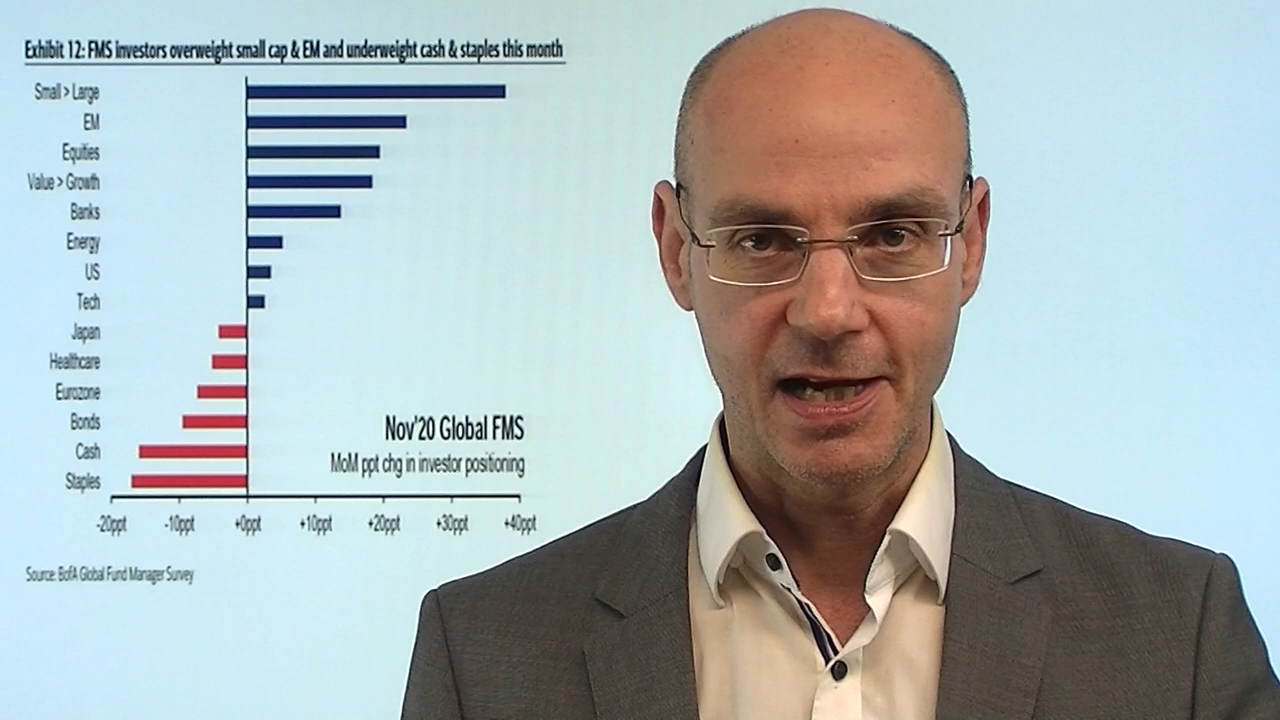 Exhibit 12: FMS investors overweight small cap & EM and underweight cash & staples this month
Small > Large
EM
Equities
Value > Growth
Banks
Energy
US
Tech
Japan
Healthcare
Eurozone
Bonds
Cash
Staples
Nov'20 Global FMS
MoM ppt chg in investor positioning
-20ppt -10ppt +0ppt +10ppt +20ppt +30ppt +40ppt
Source: BofA Global Fund Manager Survey